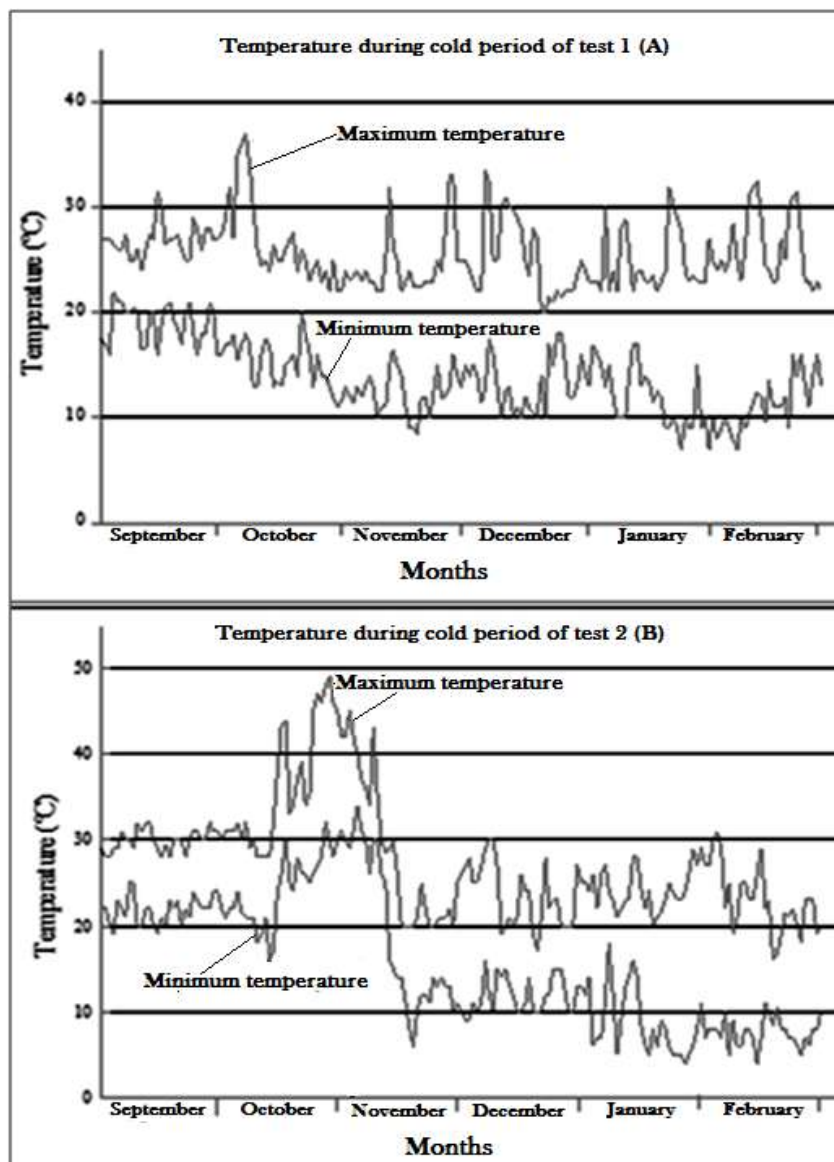 Temperature during cold period of test 1 (A)
40
Maximum temperature
30
Temperature (°C)
20
Minimum temperature
10
0
September
October
November
December
January
February
Months
Temperature during cold period of test 2 (B)
50
Maximum temperature
40
Temperature (°C)
30
20
Minimum temperature
10
0
September
October
November
December
January
February
Months